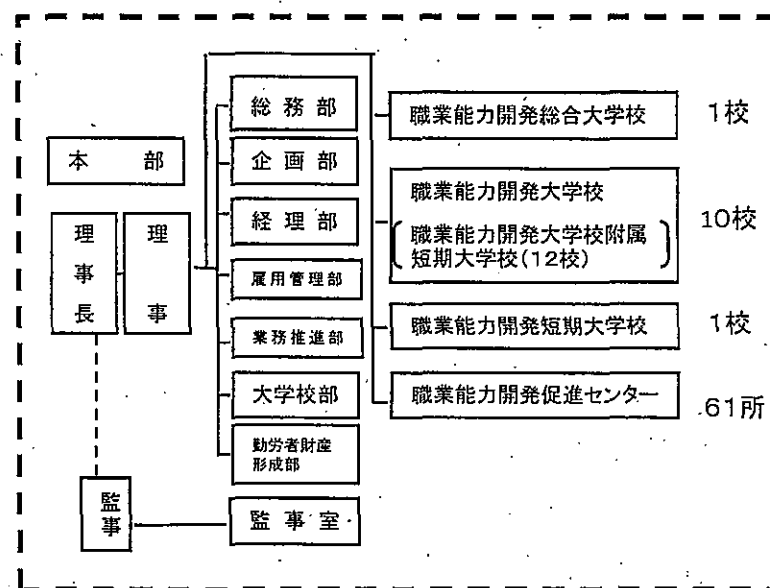 本部
理事長
理事
監事
総務部
企画部
経理部
雇用管理部
業務推進部
大学校部
勤労者財産
形成部
監事室
職業能力開発総合大学校
1校
職業能力開発大学校
職業能力開発大学校附属
短期大学校(12校)
10校
職業能力開発短期大学校
1校
職業能力開発促進センター
61所